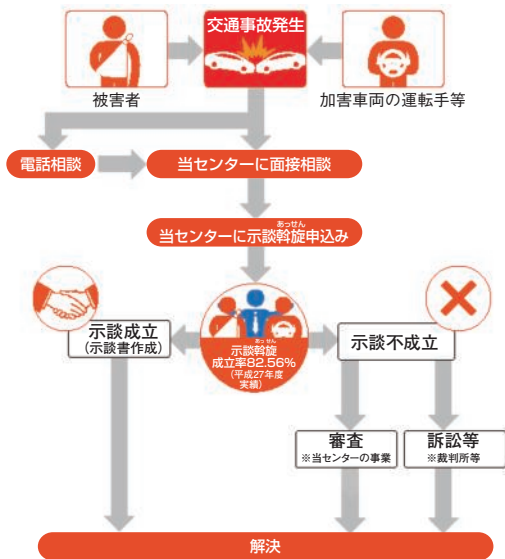 交通事故発生
被害者
加害車両の運転手等
電話相談
当センターに面接相談
あっせん
当センターに示談斡旋申込み
示談成立
(示談書作成)
あっせん
示談斡旋
成立率82.56%
(平成27年度
実績)
示談不成立
審査
※当センターの事業
訴訟等
※裁判所等
解決